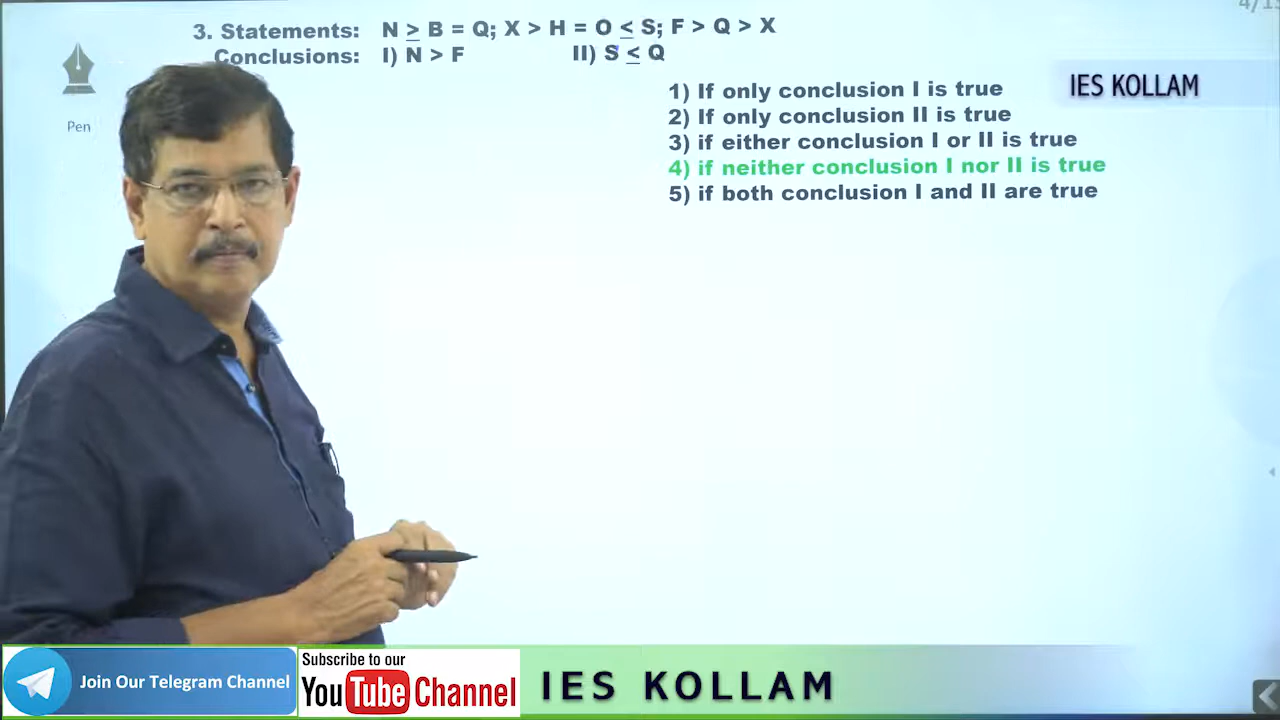 4/15
3. Statements: N ≥ B = Q; X > H = O ≤ S; F > Q > X
Conclusions: I) N > F II) S ≤ Q
1) If only conclusion I is true
2) If only conclusion II is true
3) if either conclusion I or II is true
4) if neither conclusion I nor II is true
5) if both conclusion I and II are true
IES KOLLAM
Pen
Join Our Telegram Channel
Subscribe to our
YouTube Channel
IES KOLLAM